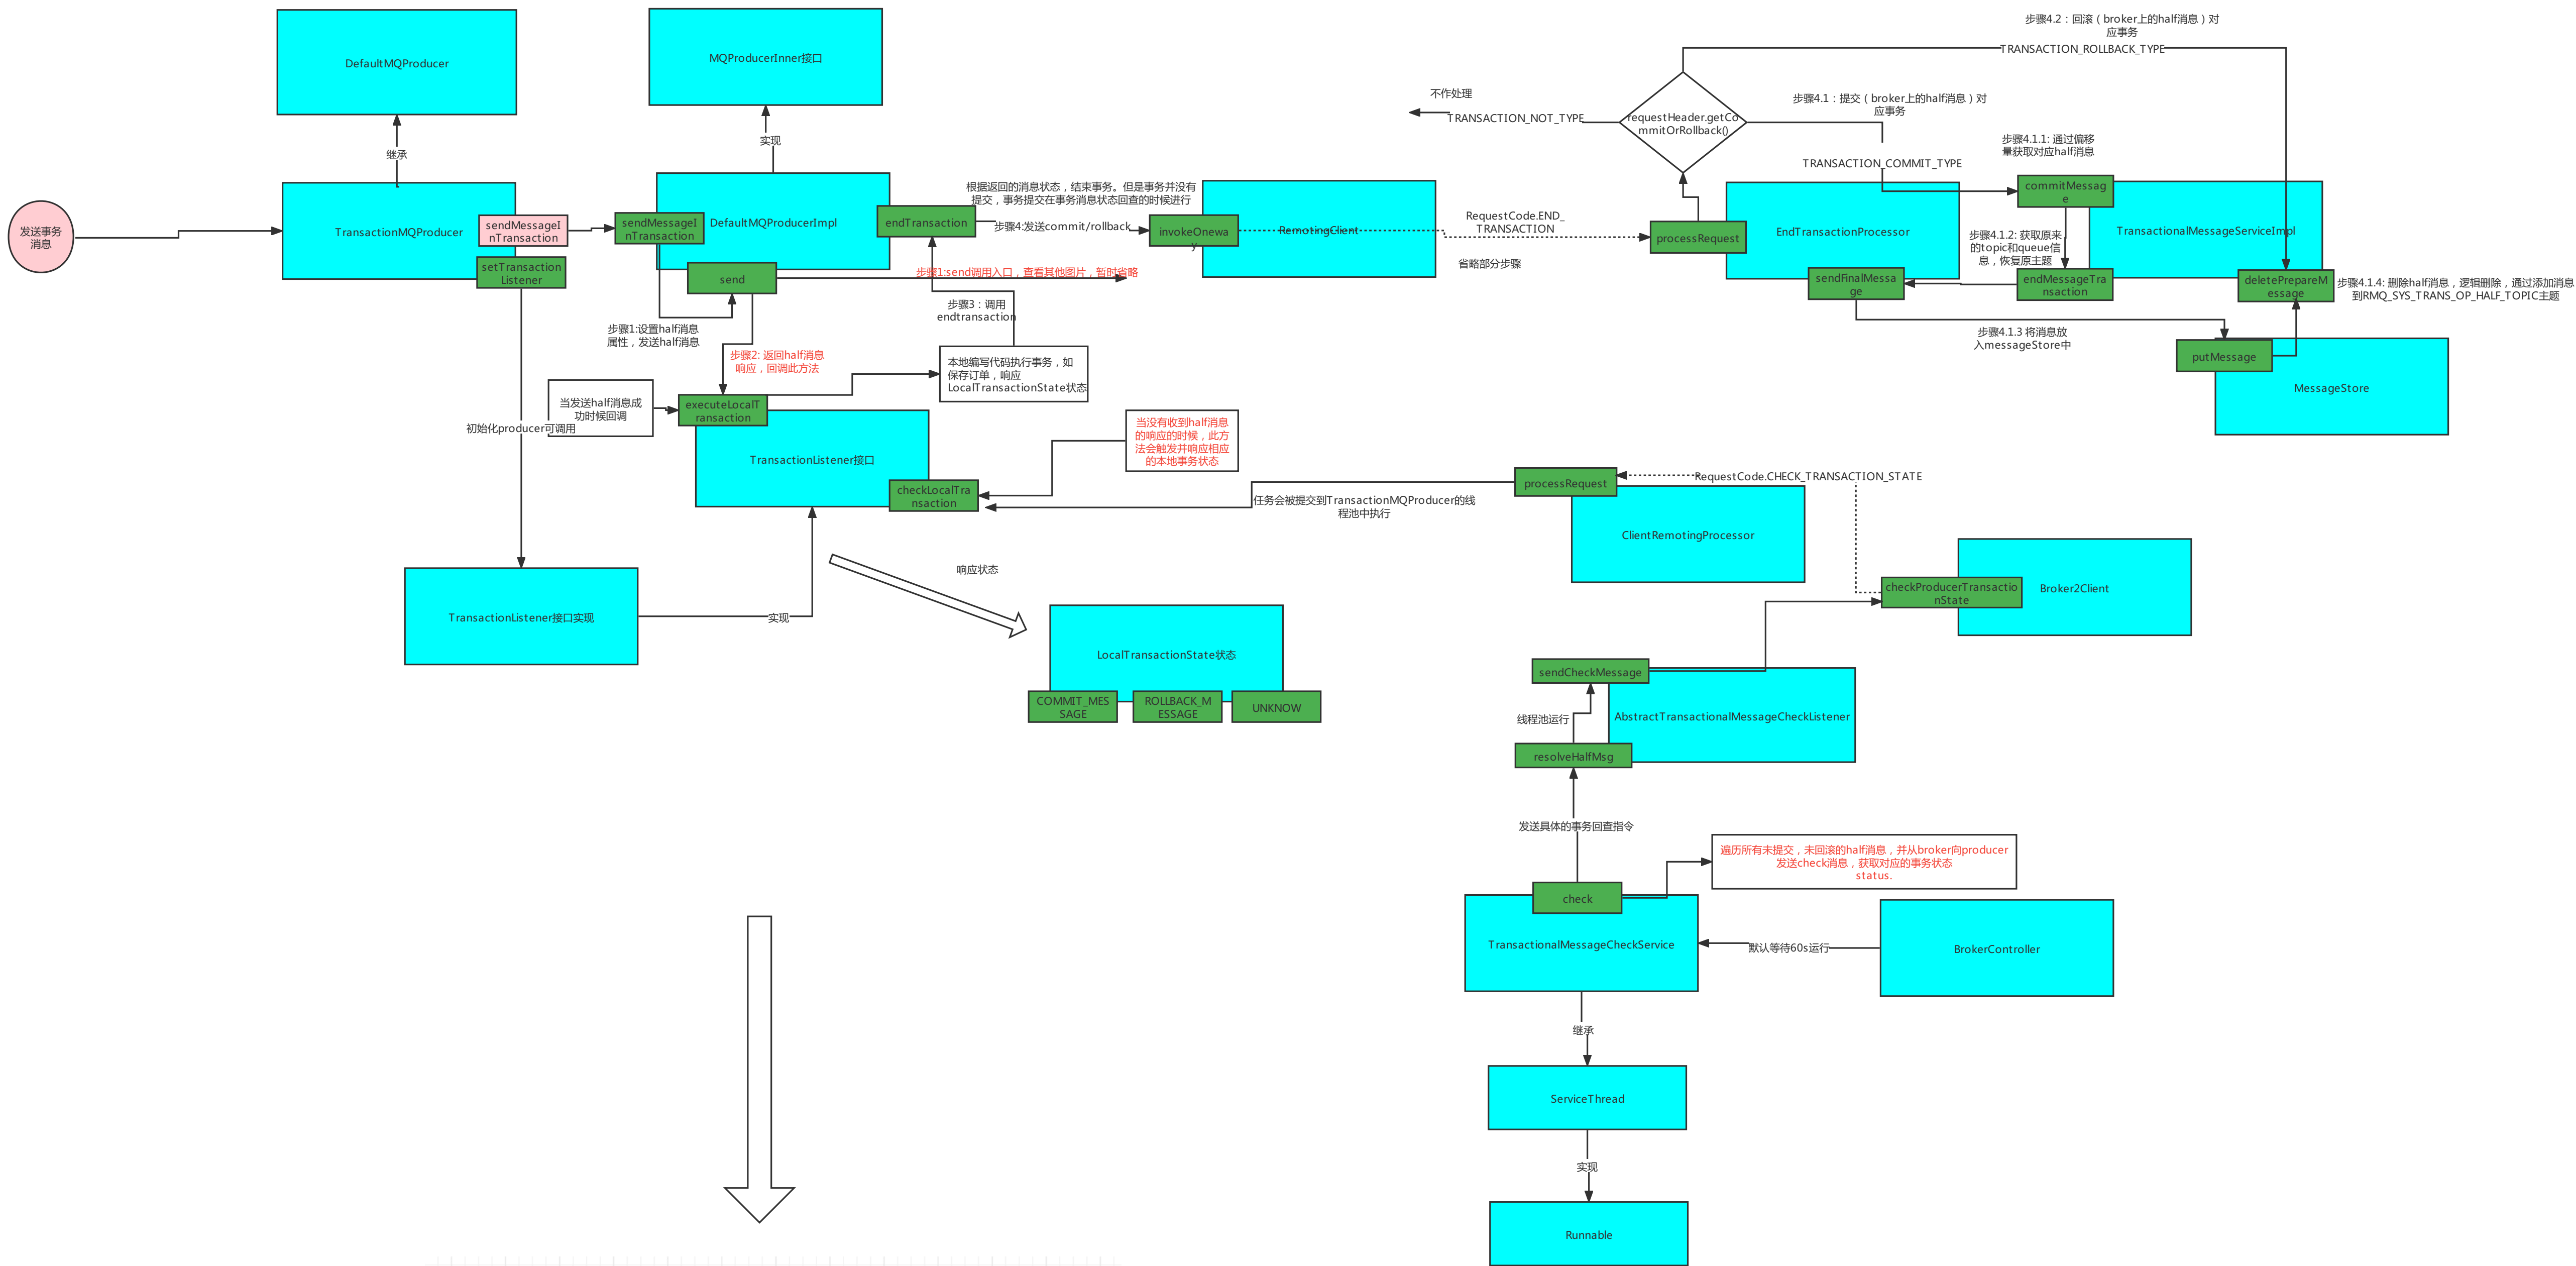 DefaultMQProducer
继承
发送事务
消息
TransactionMQProducer
sendMessageI
nTransaction
setTransaction
Listener
初始化producer可调用
MQProducerInner接口
实现
DefaultMQProducerImpl
sendMessageI
nTransaction
endTransaction
send
步骤1:设置half消息
属性，发送half消息
步骤1:send调用入口，查看其他图片，暂时省略
步骤2: 返回half消息
响应，回调此方法
步骤3：调用
endtransaction
根据返回的消息状态，结束事务。但是事务并没有
提交，事务提交在事务消息状态回查的时候进行
步骤4:发送commit/rollback
本地编写代码执行事务，如
保存订单，响应
LocalTransactionState状态
当发送half消息成
功时候回调
executeLocalT
ransaction
TransactionListener接口
checkLocalTra
nsaction
当没有收到half消息
的响应的时候，此方
法会触发并响应相应
的本地事务状态
TransactionListener接口实现
实现
响应状态
LocalTransactionState状态
COMMIT_MES
SAGE
ROLLBACK_M
ESSAGE
UNKNOW
invokeOnewa
y
RemotingClient
RequestCode.END_
TRANSACTION
省略部分步骤
不作处理
TRANSACTION_NOT_TYPE
requestHeader.getCo
mmitOrRollback()
步骤4.2：回滚（broker上的half消息）对
应事务
TRANSACTION_ROLLBACK_TYPE
步骤4.1：提交（broker上的half消息）对
应事务
TRANSACTION_COMMIT_TYPE
processRequest
EndTransactionProcessor
sendFinalMessa
ge
步骤4.1.1: 通过偏移
量获取对应half消息
commitMessag
e
TransactionalMessageServiceImpl
步骤4.1.2: 获取原来
的topic和queue信
息，恢复原主题
endMessageTra
nsaction
deletePrepareM
essage
步骤4.1.4: 删除half消息，逻辑删除，通过添加消息
到RMQ_SYS_TRANS_OP_HALF_TOPIC主题
步骤4.1.3 将消息放
入messageStore中
putMessage
MessageStore
processRequest
RequestCode.CHECK_TRANSACTION_STATE
任务会被提交到TransactionMQProducer的线
程池中执行
ClientRemotingProcessor
checkProducerTransactio
nState
Broker2Client
sendCheckMessage
AbstractTransactionalMessageCheckListener
线程池运行
resolveHalfMsg
发送具体的事务回查指令
遍历所有未提交，未回滚的half消息，并从broker向producer
发送check消息，获取对应的事务状态
status.
check
TransactionalMessageCheckService
默认等待60s运行
BrokerController
继承
ServiceThread
实现
Runnable